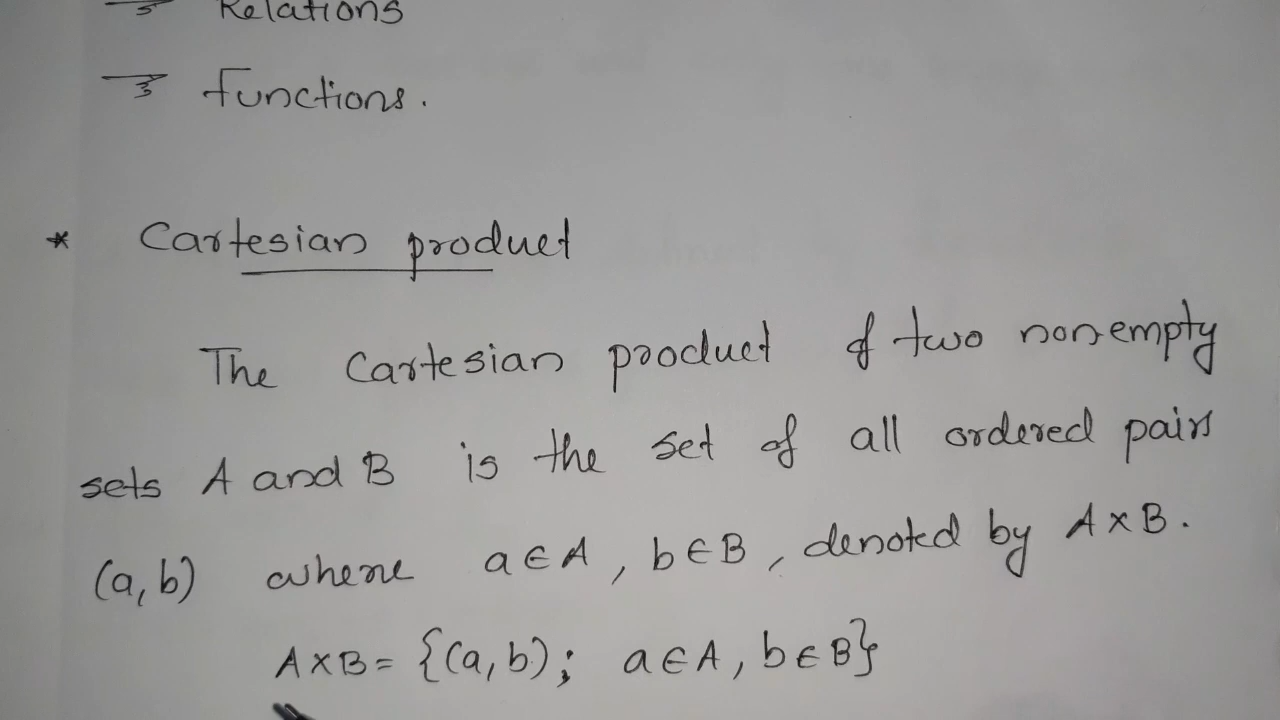 → Relations
→ Functions.
* Cartesian product
The Cartesian product of two nonempty
sets A and B is the set of all ordered pairs
(a, b) where a ∈ A , b ∈ B , denoted by A × B .
A × B = {(a, b); a ∈ A, b ∈ B}